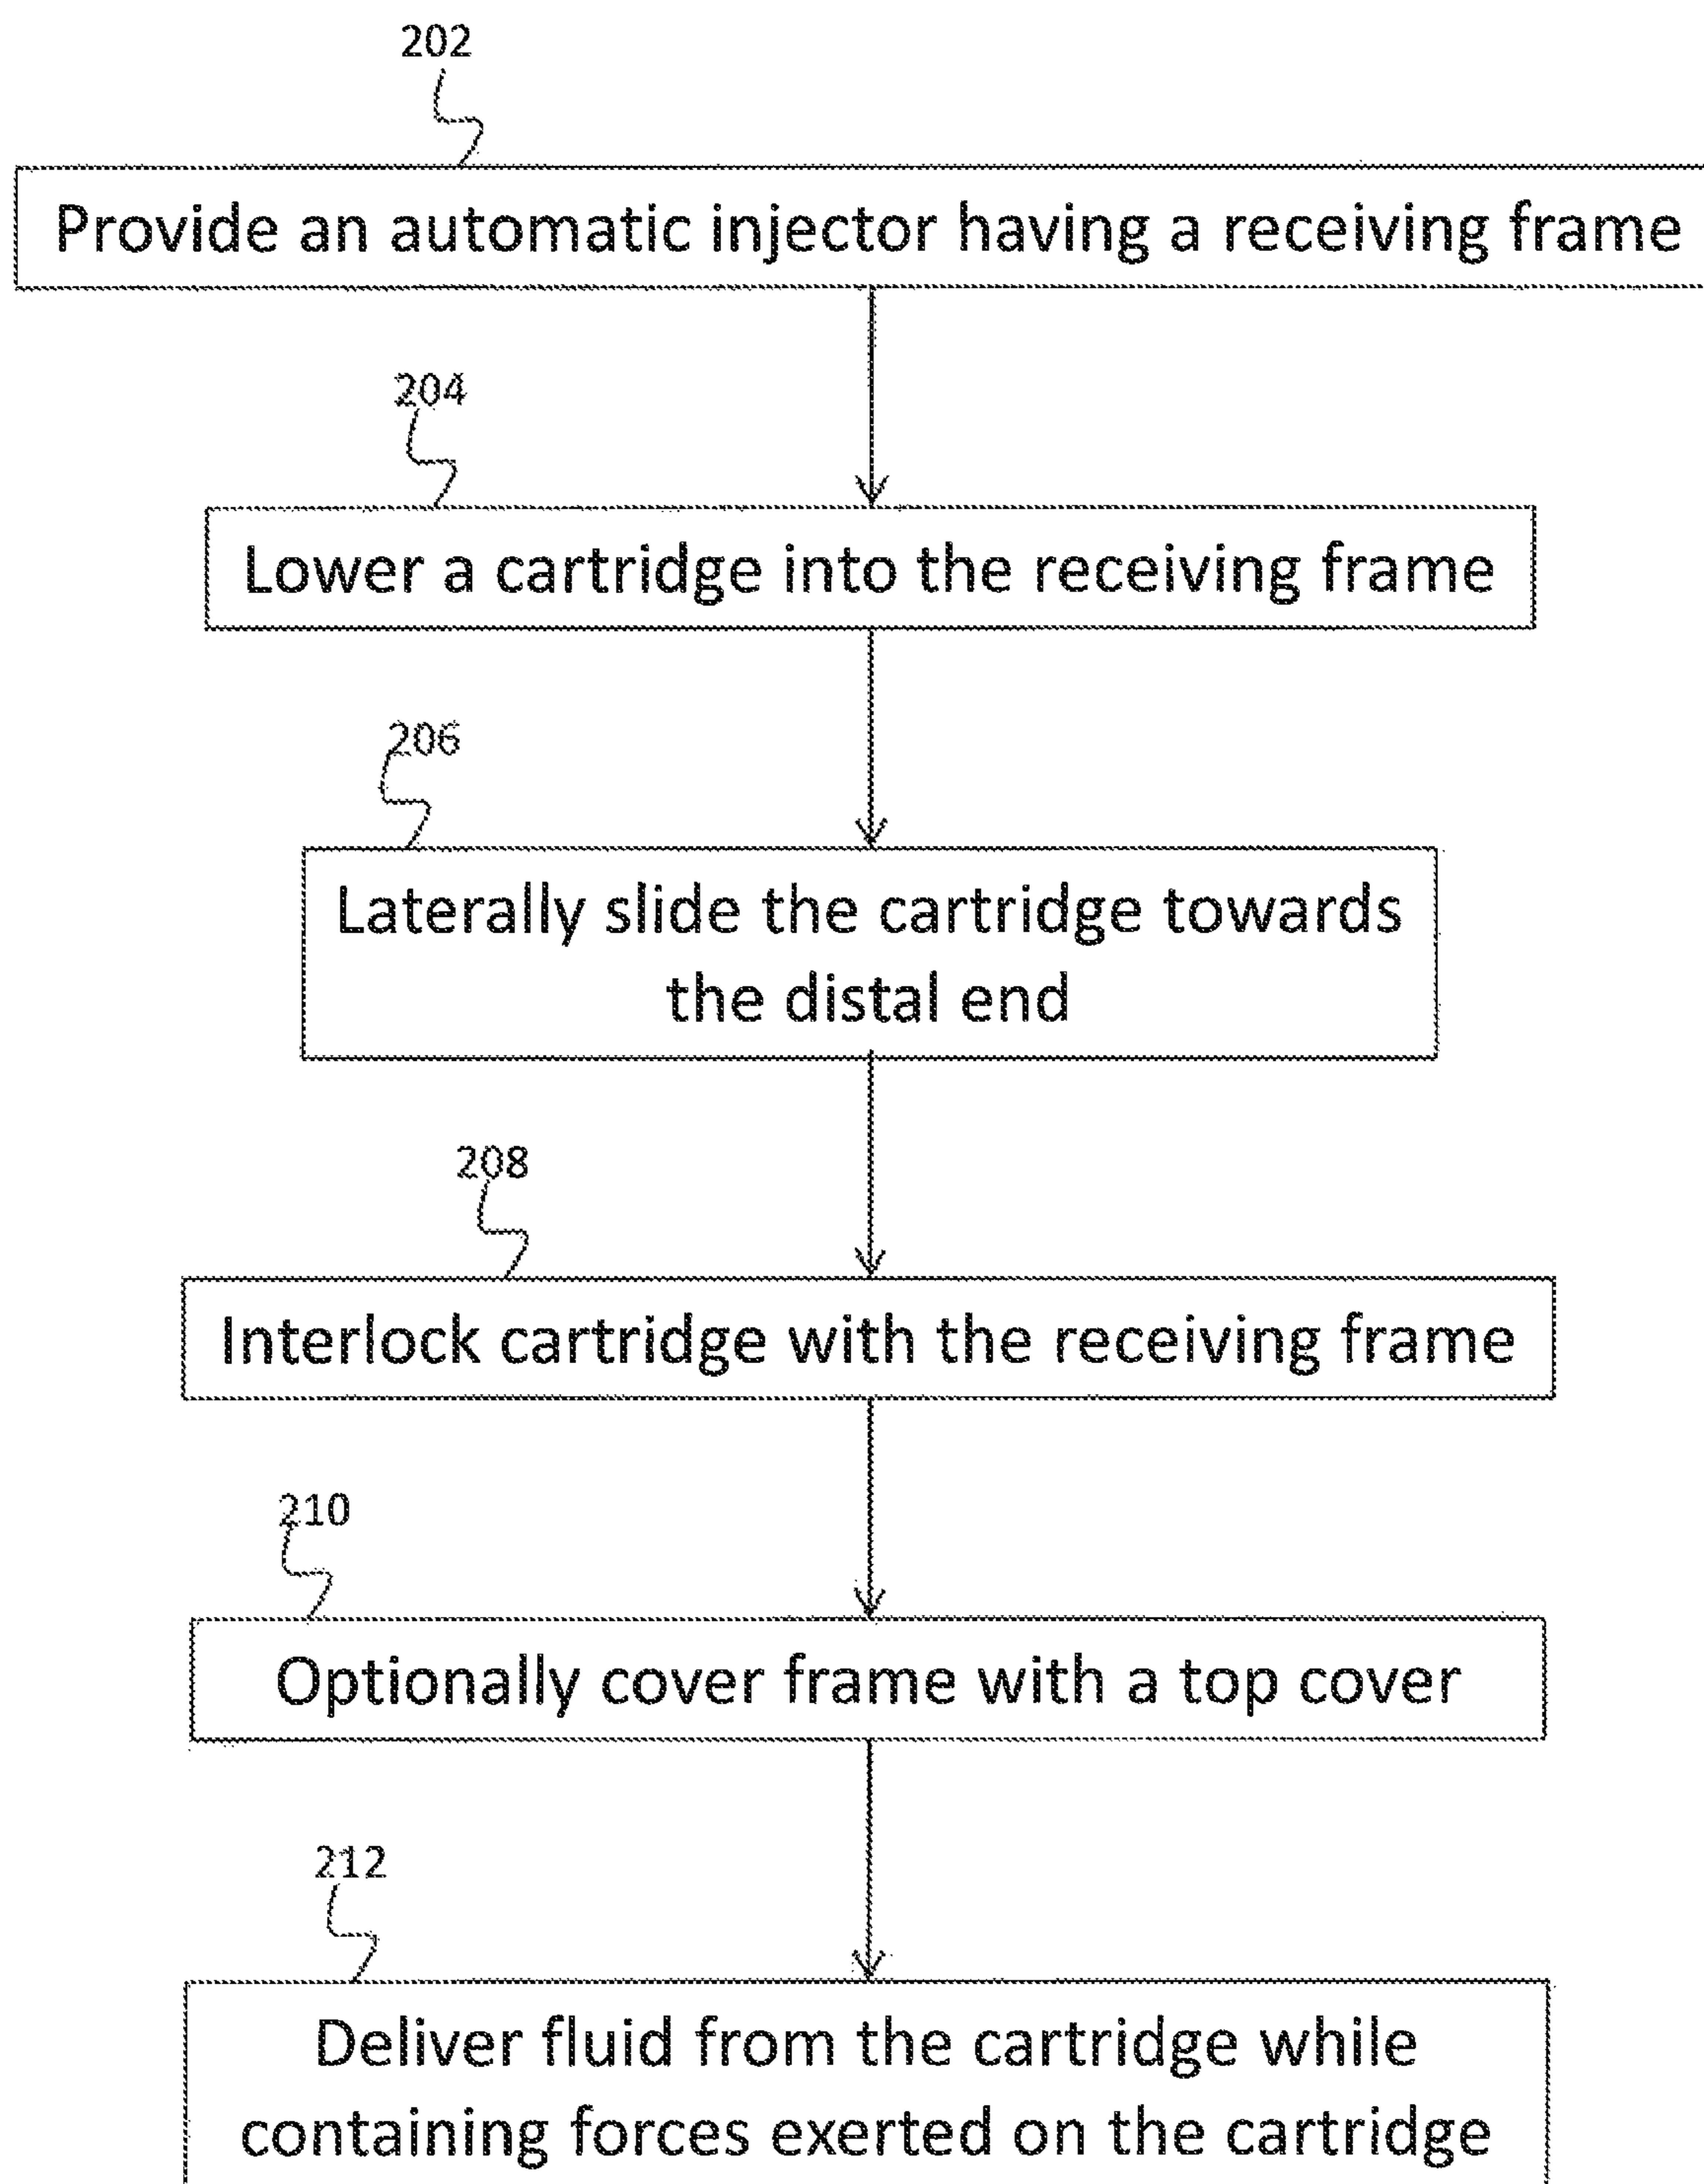 202
Provide an automatic injector having a receiving frame
204
Lower a cartridge into the receiving frame
206
Laterally slide the cartridge towards
the distal end
208
Interlock cartridge with the receiving frame
210
Optionally cover frame with a top cover
212
Deliver fluid from the cartridge while
containing forces exerted on the cartridge